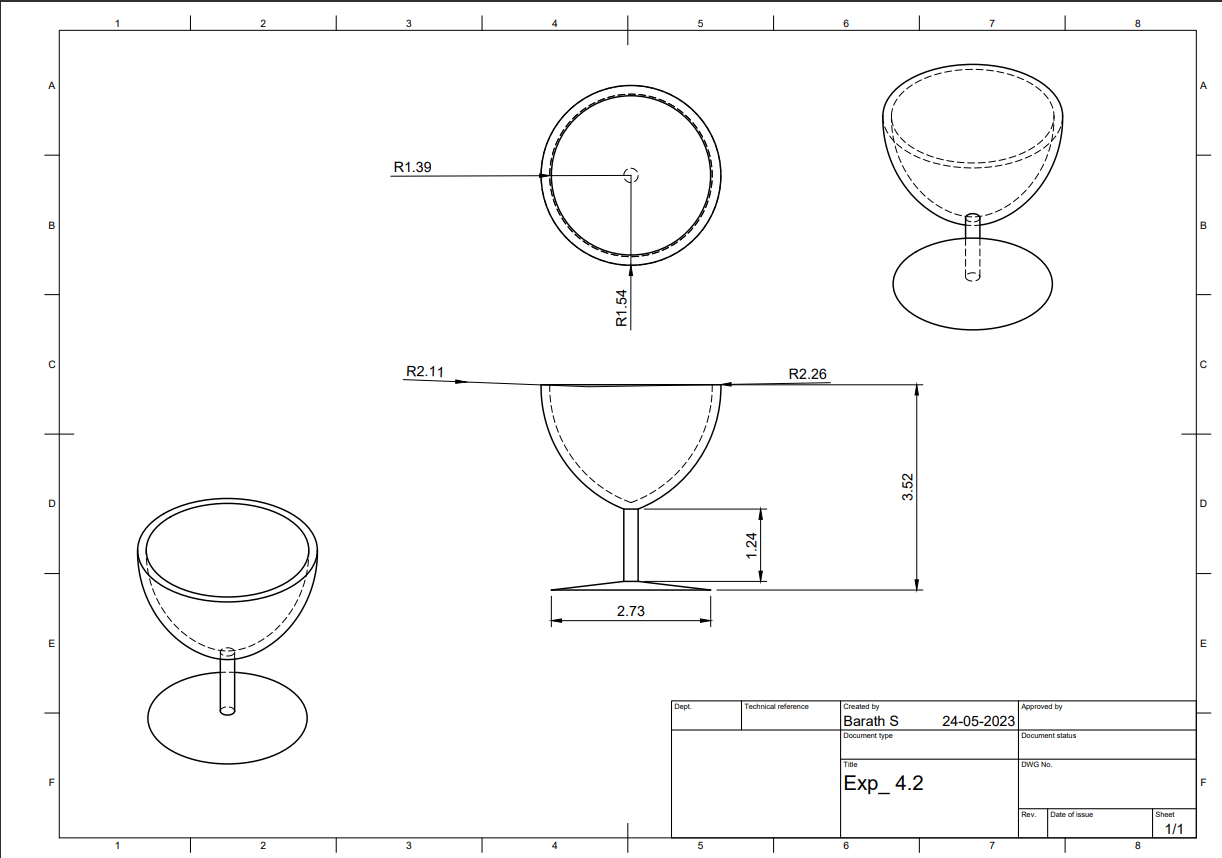 1 2 3 4 5 6 7 8
A A
R1.39
B B
R1.54
C C
R2.11 R2.26
3.52
D D
1.24
2.73
E E
Dept. Technical reference Created by Approved by
Barath S 24-05-2023
Document type Document status
Title DWG No.
Exp_ 4.2
F F
Rev. Date of issue Sheet
1/1
1 2 3 4 5 6 7 8